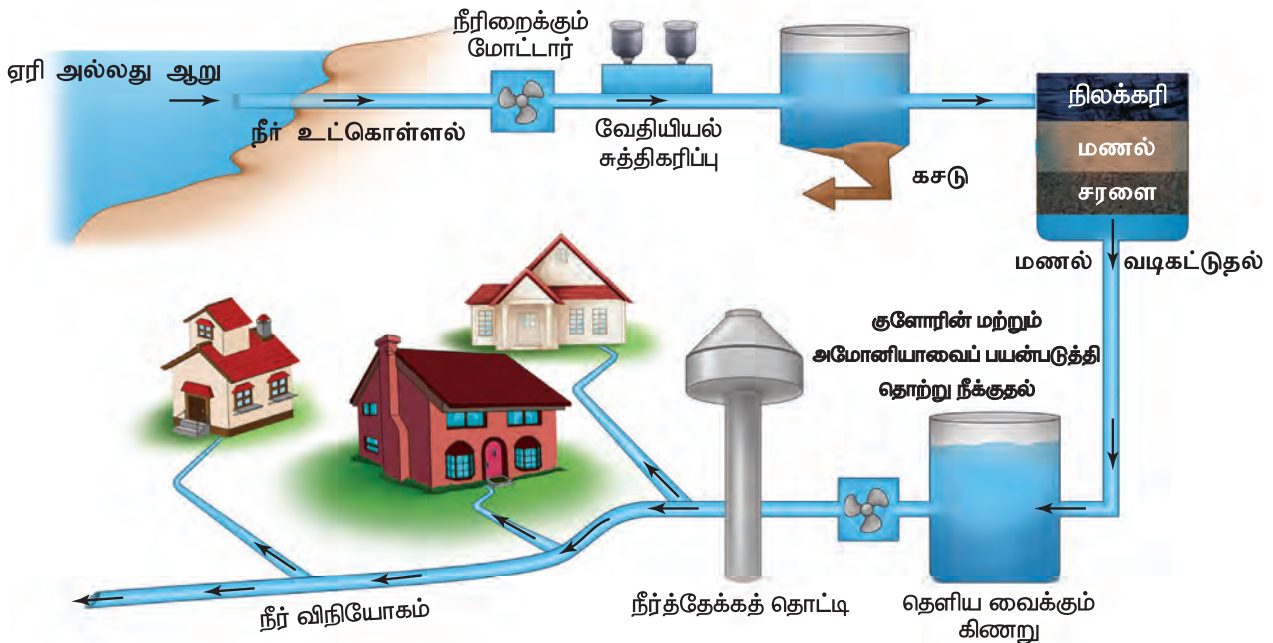 ஏரி அல்லது ஆறு
நீர் உட்கொள்ளல்
நீரிறைக்கும்
மோட்டார்
வேதியியல்
சுத்திகரிப்பு
கசடு
நிலக்கரி
மணல்
சரளை
மணல் வடிகட்டுதல்
குளோரின் மற்றும்
அமோனியாவைப் பயன்படுத்தி
தொற்று நீக்குதல்
தெளிய வைக்கும்
கிணறு
நீர்த்தேக்கத் தொட்டி
நீர் விநியோகம்